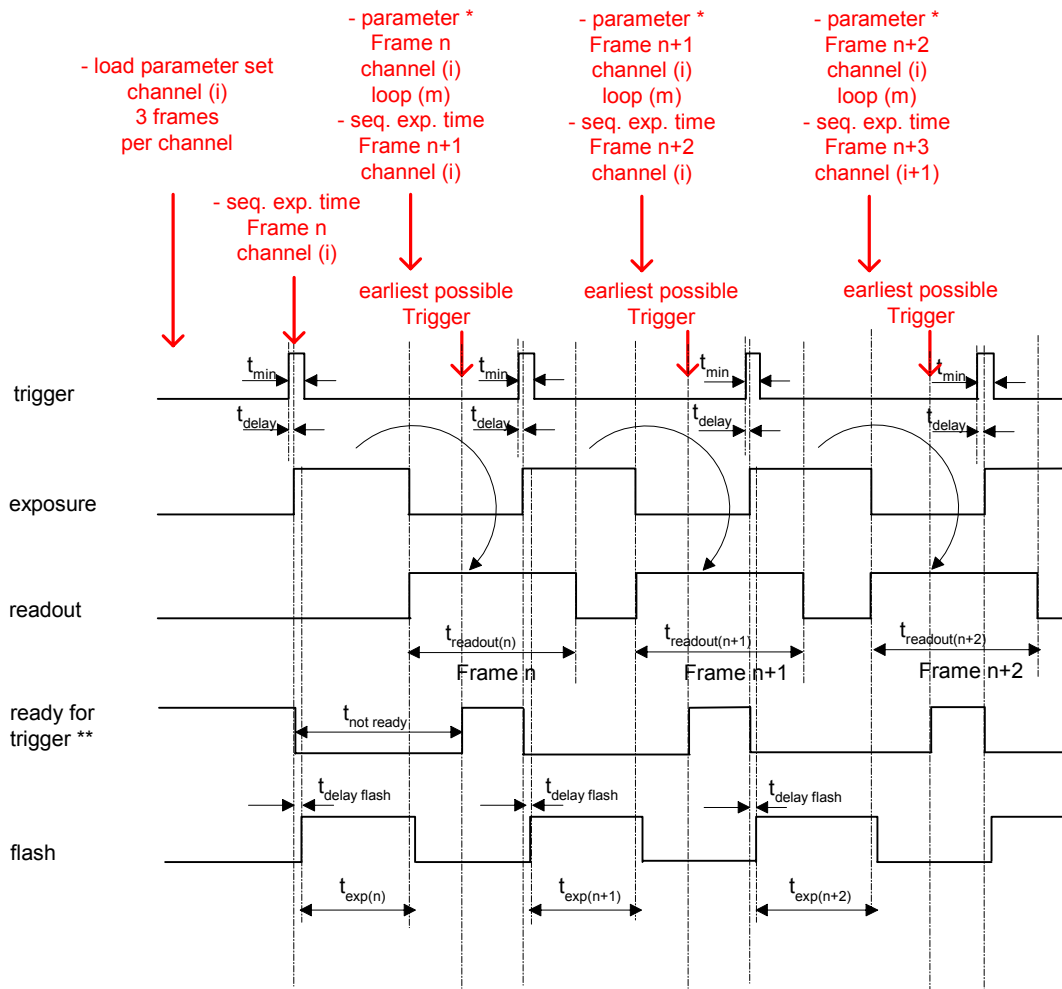 - load parameter set
channel (i)
3 frames
per channel
- seq. exp. time
Frame n
channel (i)
- parameter *
Frame n
channel (i)
loop (m)
- seq. exp. time
Frame n+1
channel (i)
- parameter *
Frame n+1
channel (i)
loop (m)
- seq. exp. time
Frame n+2
channel (i)
- parameter *
Frame n+2
channel (i)
loop (m)
- seq. exp. time
Frame n+3
channel (i+1)
earliest possible
Trigger
earliest possible
Trigger
earliest possible
Trigger
trigger
tmin
tmin
tmin
tmin
tdelay
tdelay
tdelay
tdelay
exposure
readout
treadout(n)
Frame n
treadout(n+1)
Frame n+1
treadout(n+2)
Frame n+2
ready for
trigger **
tnot ready
tdelay flash
tdelay flash
tdelay flash
flash
texp(n)
texp(n+1)
texp(n+2)